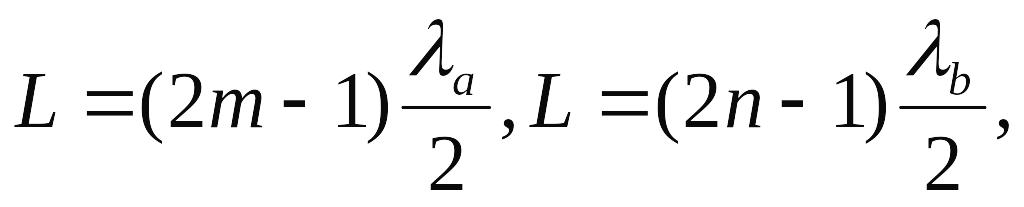 L = (2m - 1) λ_a / 2 , L = (2n - 1) λ_b / 2 ,